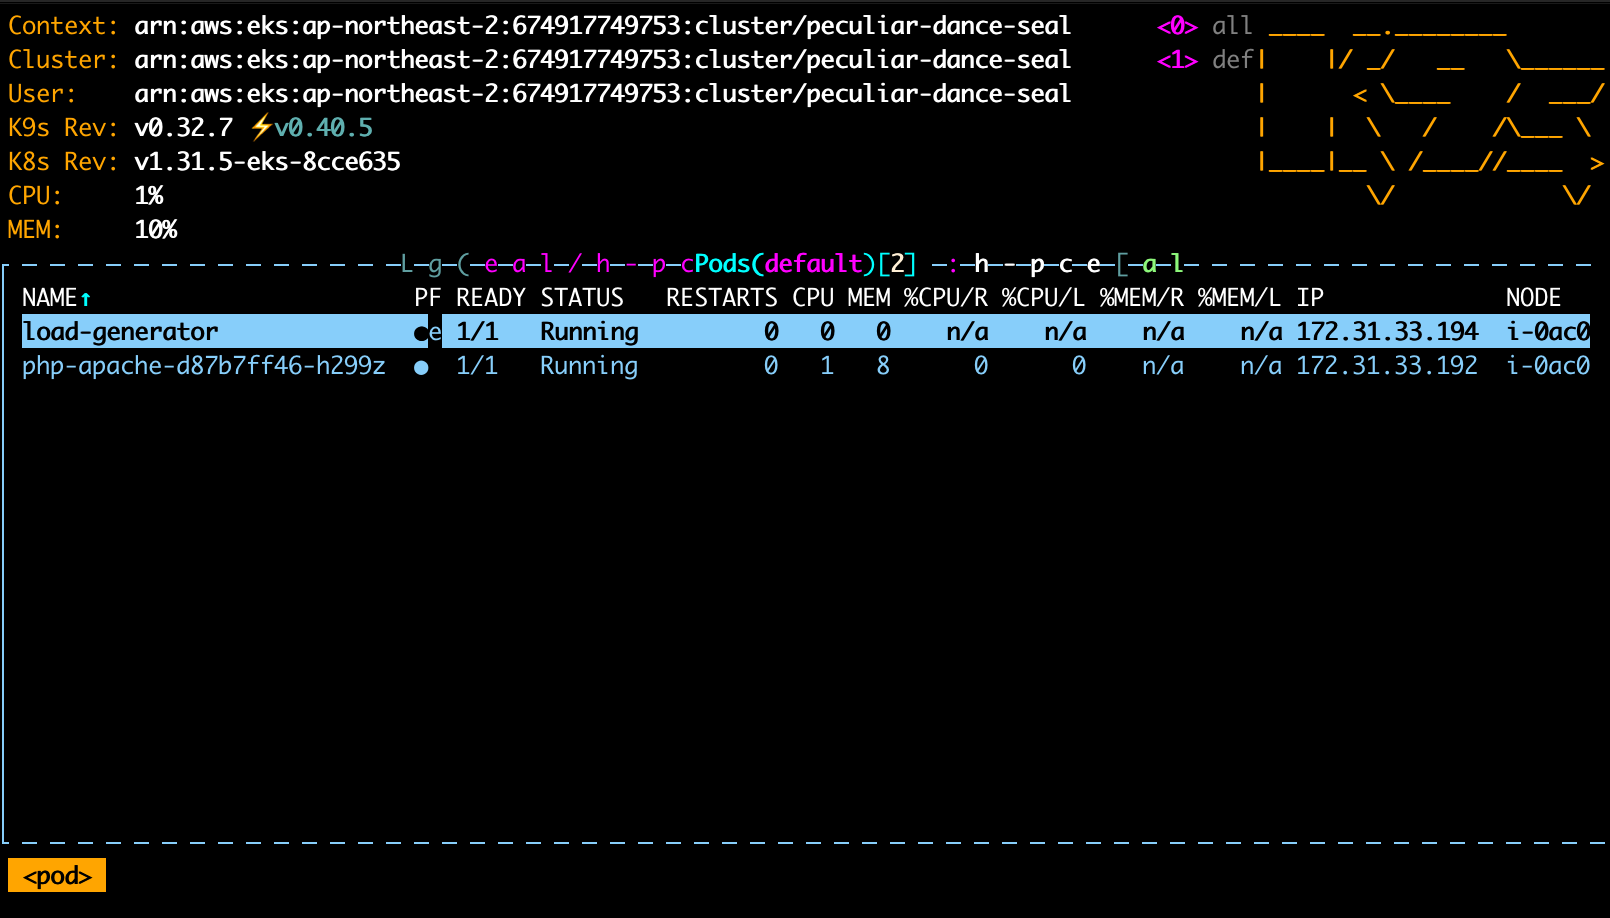 Context: arn:aws:eks:ap-northeast-2:674917749753:cluster/peculiar-dance-seal <0> all
Cluster: arn:aws:eks:ap-northeast-2:674917749753:cluster/peculiar-dance-seal <1> def
User: arn:aws:eks:ap-northeast-2:674917749753:cluster/peculiar-dance-seal
K9s Rev: v0.32.7 ⚡v0.40.5
K8s Rev: v1.31.5-eks-8cce635
CPU: 1%
MEM: 10%
L g ( e a l / h - p c Pods(default)[2] : h - p c e [ a l
NAME↑ PF READY STATUS RESTARTS CPU MEM %CPU/R %CPU/L %MEM/R %MEM/L IP NODE
load-generator ●e 1/1 Running 0 0 0 n/a n/a n/a n/a 172.31.33.194 i-0ac0
php-apache-d87b7ff46-h299z ● 1/1 Running 0 1 8 0 0 n/a n/a 172.31.33.192 i-0ac0
<pod>